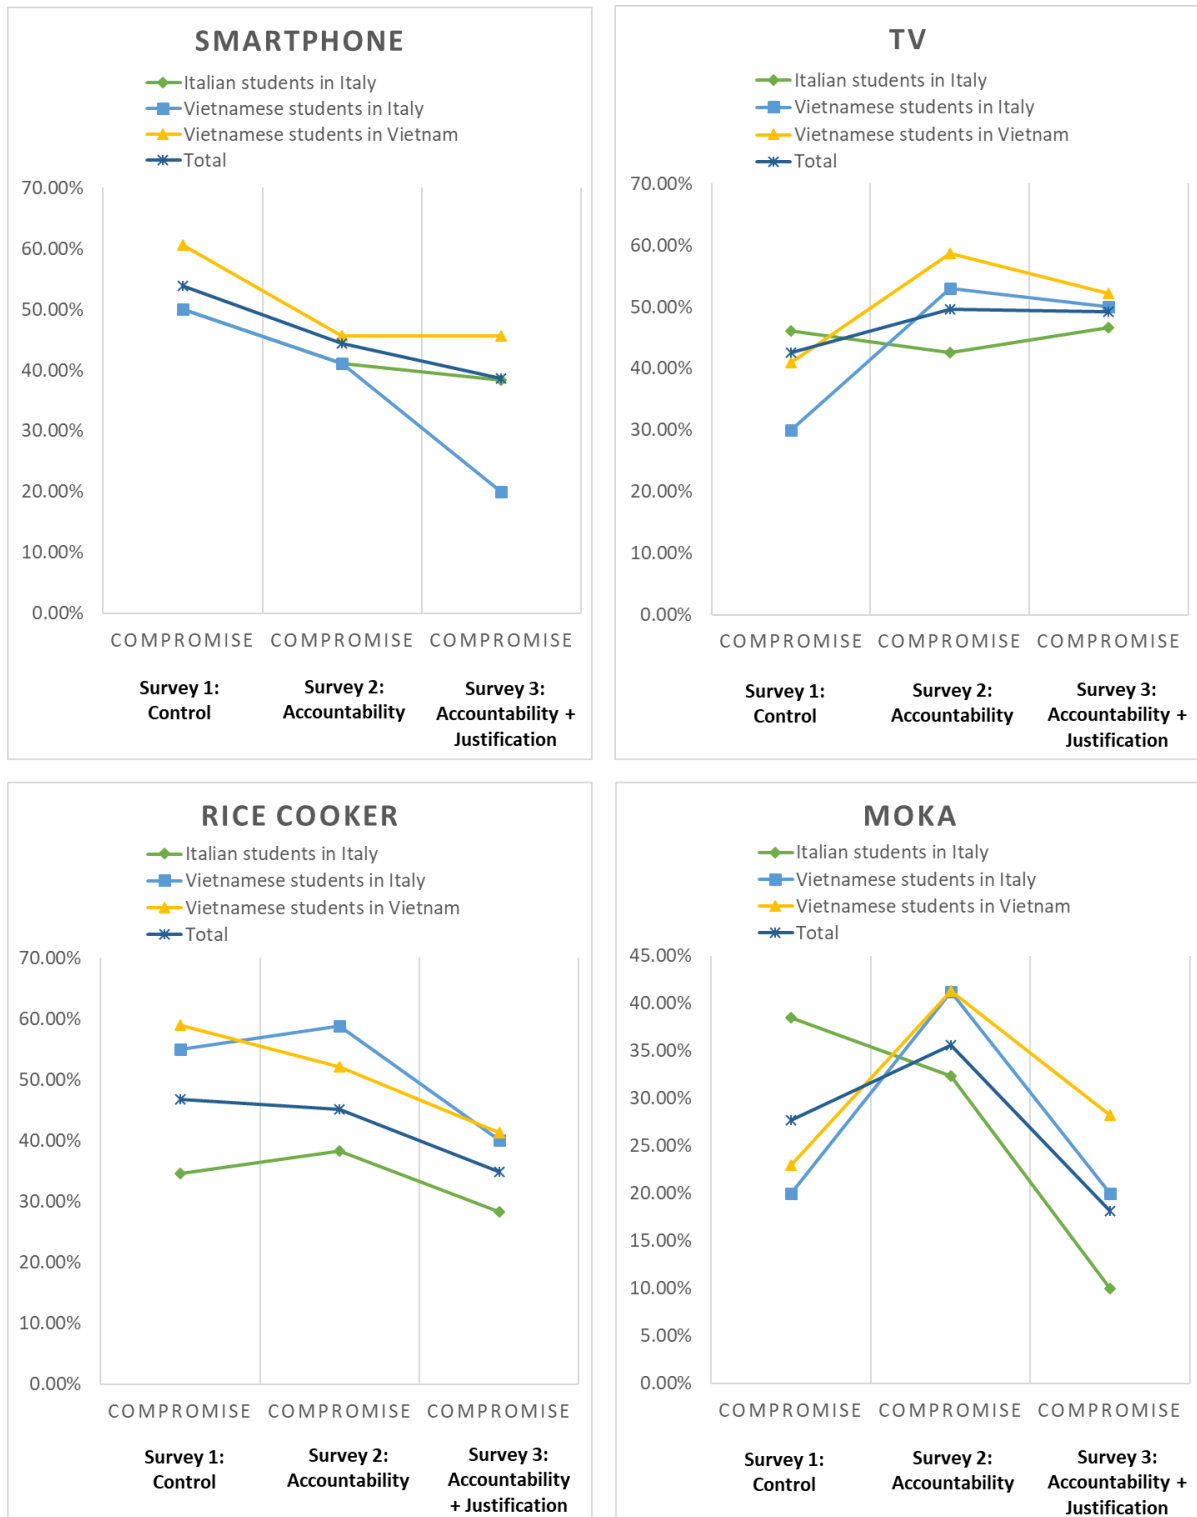 SMARTPHONE
Italian students in Italy
Vietnamese students in Italy
Vietnamese students in Vietnam
Total
70.00%
60.00%
50.00%
40.00%
30.00%
20.00%
10.00%
0.00%
COMPROMISE COMPROMISE COMPROMISE
Survey 1: Survey 2: Survey 3:
Control Accountability Accountability +
Justification
TV
Italian students in Italy
Vietnamese students in Italy
Vietnamese students in Vietnam
Total
70.00%
60.00%
50.00%
40.00%
30.00%
20.00%
10.00%
0.00%
COMPROMISE COMPROMISE COMPROMISE
Survey 1: Survey 2: Survey 3:
Control Accountability Accountability +
Justification
RICE COOKER
Italian students in Italy
Vietnamese students in Italy
Vietnamese students in Vietnam
Total
70.00%
60.00%
50.00%
40.00%
30.00%
20.00%
10.00%
0.00%
COMPROMISE COMPROMISE COMPROMISE
Survey 1: Survey 2: Survey 3:
Control Accountability Accountability
+ Justification
MOKA
Italian students in Italy
Vietnamese students in Italy
Vietnamese students in Vietnam
Total
45.00%
40.00%
35.00%
30.00%
25.00%
20.00%
15.00%
10.00%
5.00%
0.00%
COMPROMISE COMPROMISE COMPROMISE
Survey 1: Survey 2: Survey 3:
Control Accountability Accountability +
Justification